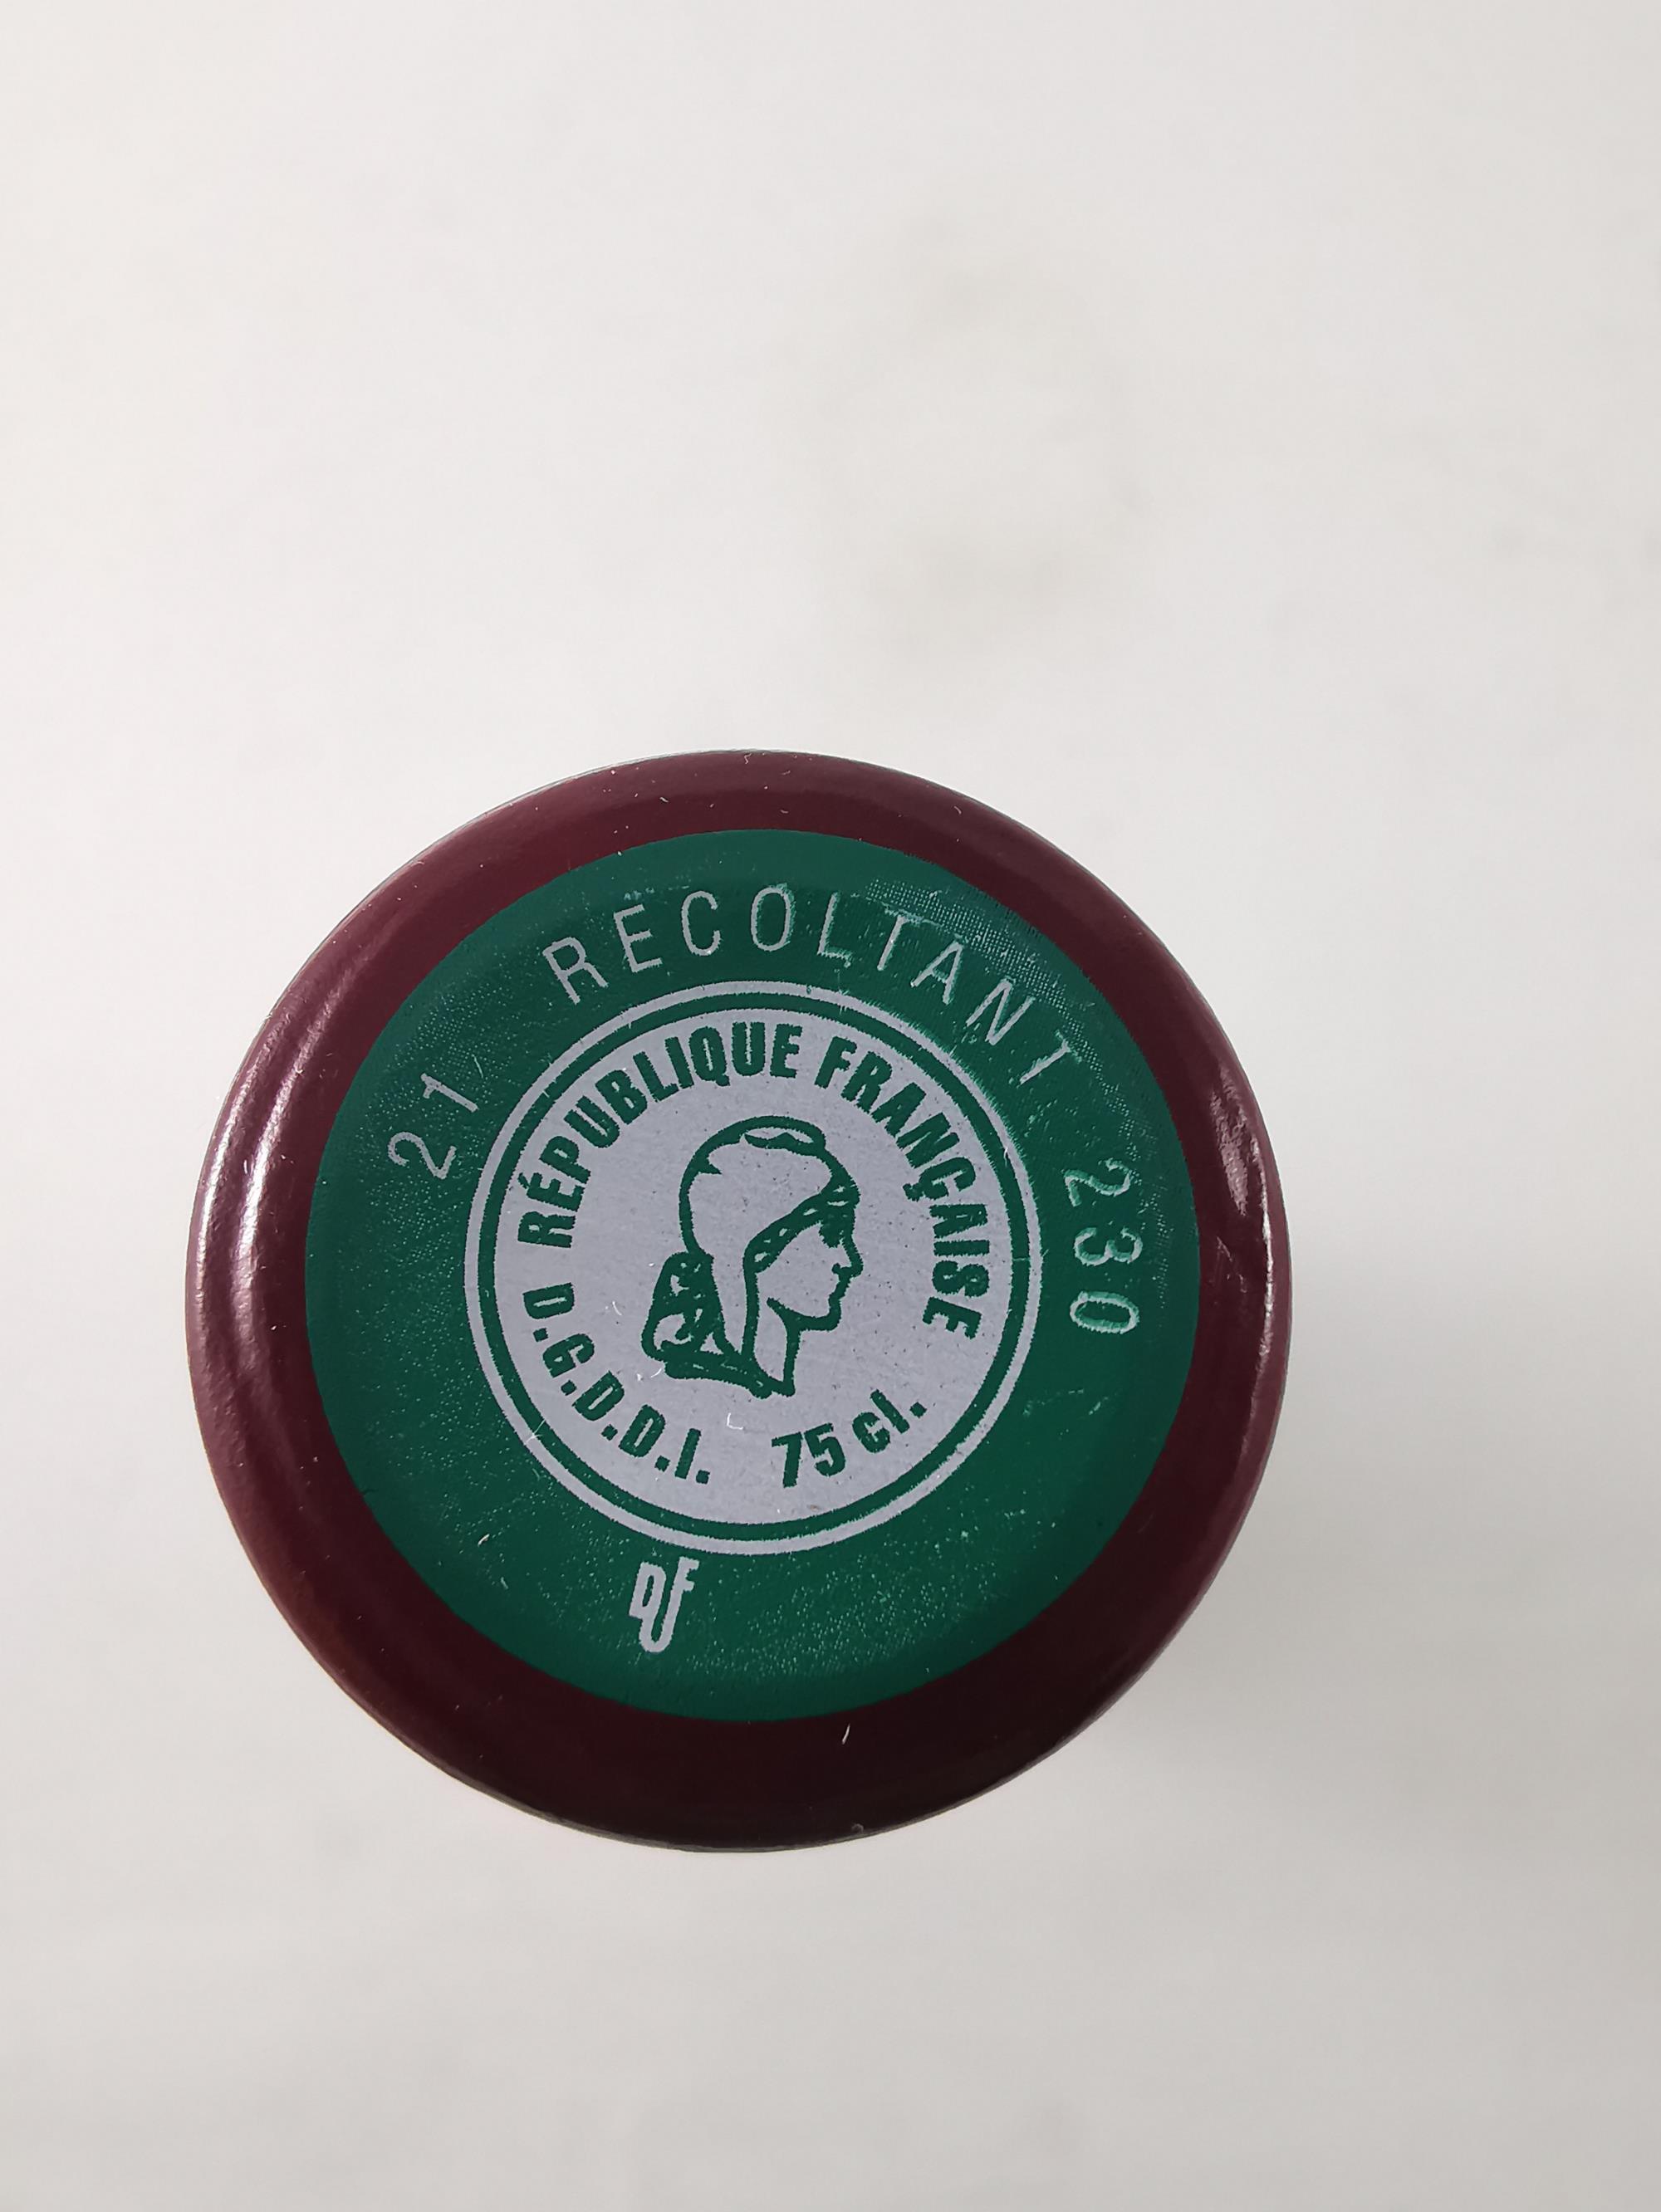 21 RECOLTANT 230
RÉPUBLIQUE FRANÇAISE
D.G.D.D.I. 75 cl.